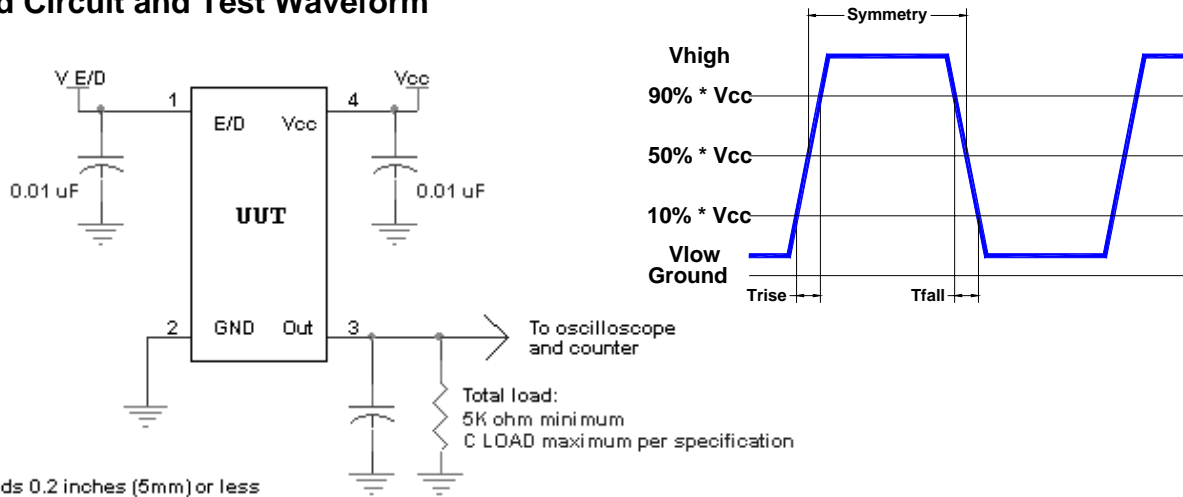 d Circuit and Test Waveform
V E/D
Vcc
1
4
E/D
Vcc
0.01 uF
0.01 uF
UUT
2
GND
Out
3
To oscilloscope
and counter
Total load:
5K ohm minimum
C LOAD maximum per specification
ds 0.2 inches (5mm) or less
Symmetry
Vhigh
90% * Vcc
50% * Vcc
10% * Vcc
Vlow
Ground
Trise
Tfall